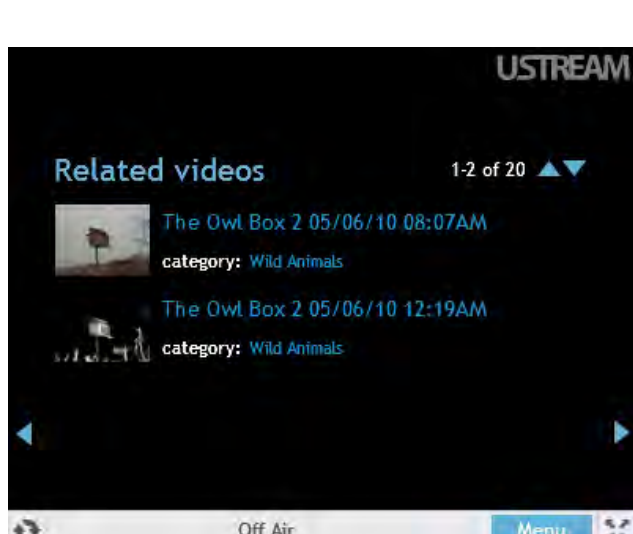 USTREAM
Related videos 1-2 of 20
The Owl Box 2 05/06/10 08:07AM
category: Wild Animals
The Owl Box 2 05/06/10 12:19AM
category: Wild Animals
Off Air Menu